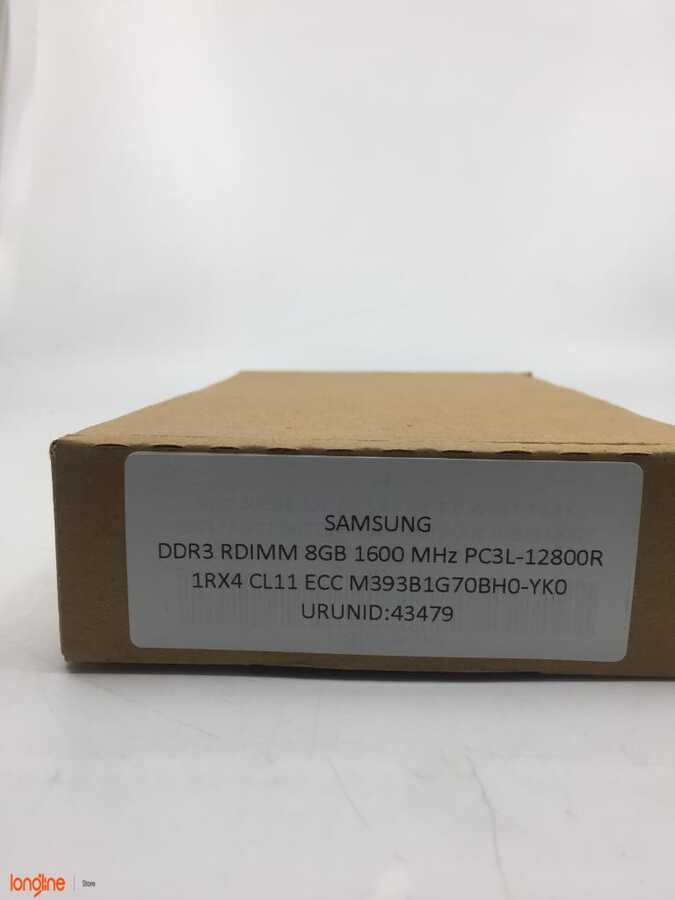 SAMSUNG
DDR3 RDIMM 8GB 1600 MHz PC3L-12800R
1RX4 CL11 ECC M393B1G70BH0-YK0
URUNID:43479
longline | Store